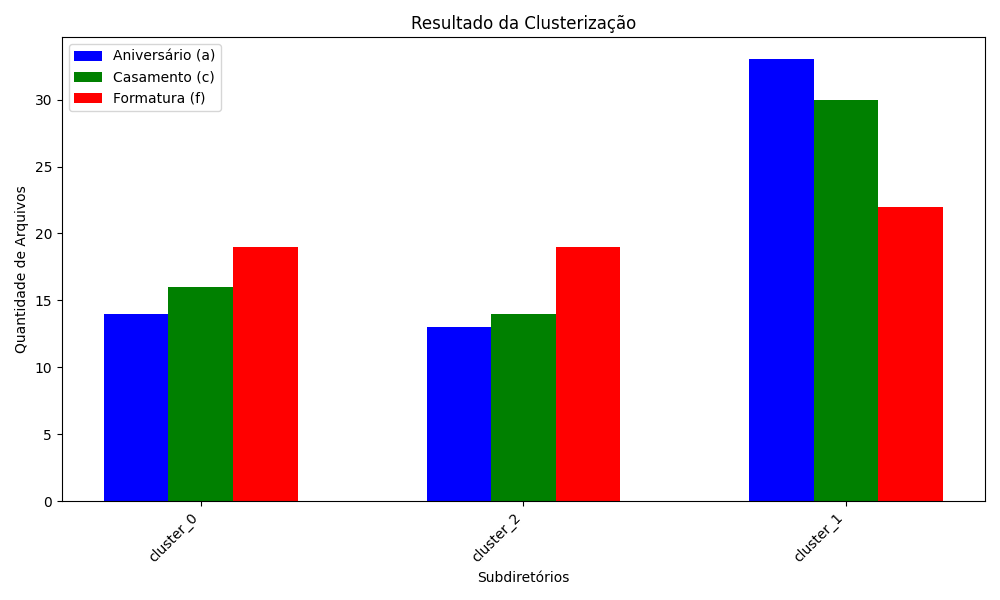 Resultado da Clusterização
Aniversário (a)
Casamento (c)
Formatura (f)
Quantidade de Arquivos
30
25
20
15
10
5
0
cluster_0
cluster_2
cluster_1
Subdiretórios